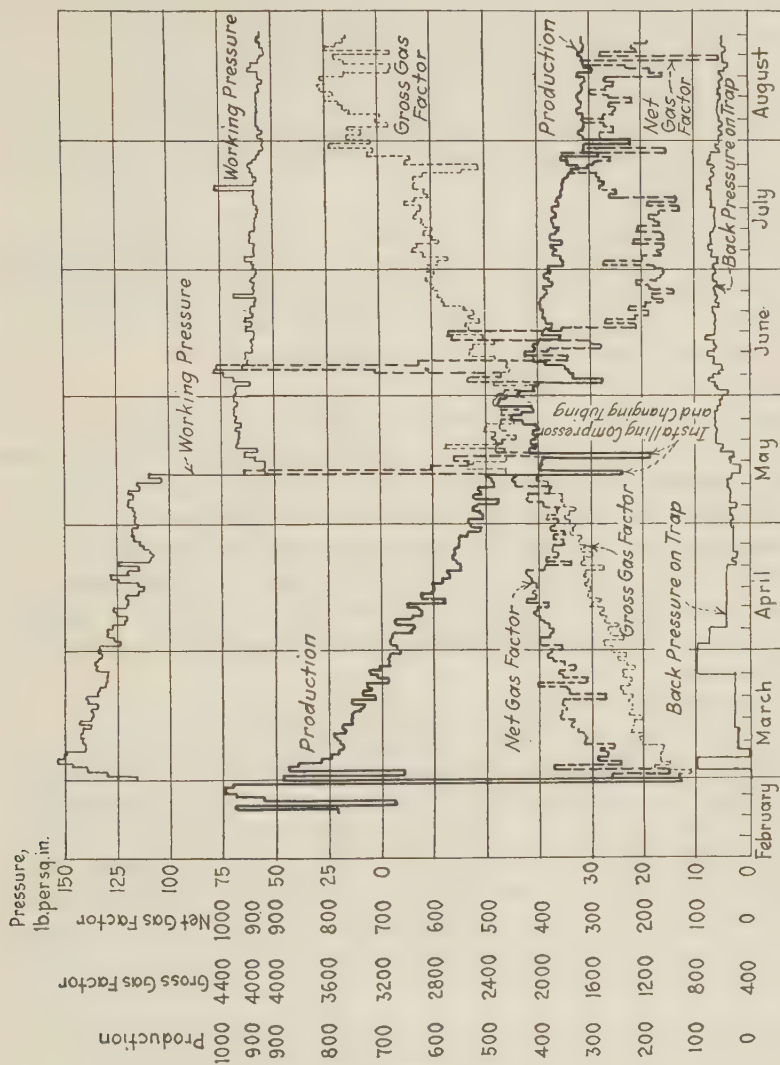 Pressure,
lb.per sq.in.
Net Gas Factor
Gross Gas Factor
Production
150
125
100
1000 4400 1000 75
900 4000 900
900 4000 900 50
800 3600 800 25
700 3200 700 0
600 2800 600
500 2400 500
400 2000 400
300 1600 300 30
200 1200 200 20
100 800 100 10
0 400 0 0
February
March
April
May
June
July
August
Working Pressure
Working Pressure
Gross Gas
Factor
Production
Production
Net
Gas
Factor
Net Gas Factor
Gross Gas Factor
Installing Compressor
and Changing Tubing
Back Pressure on Trap
Back Pressure on Trap